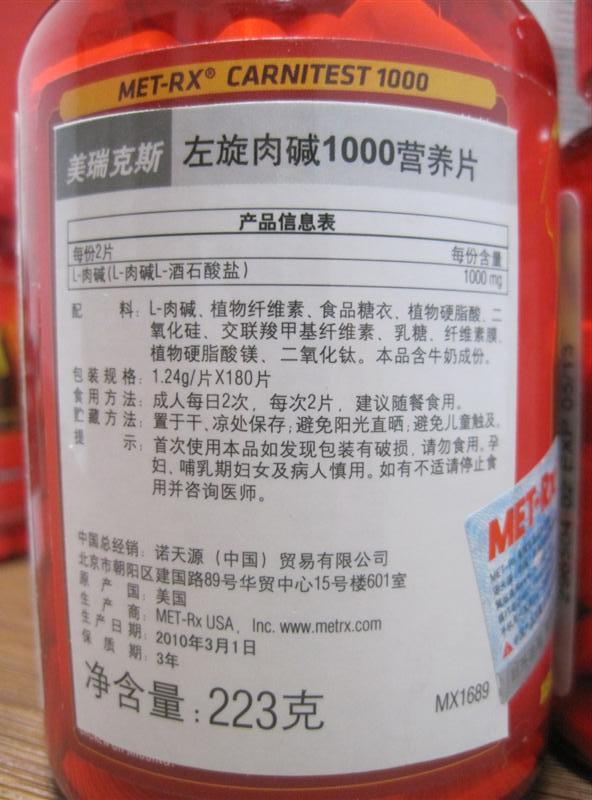 MET-RX® CARNITEST 1000
美瑞克斯 左旋肉碱1000营养片
产品信息表
每份2片 每份含量
L-肉碱(L-肉碱L-酒石酸盐) 1000 mg
配 料: L-肉碱、植物纤维素、食品糖衣、植物硬脂酸、二
氧化硅、交联羧甲基纤维素、乳糖、纤维素膜、
植物硬脂酸镁、二氧化钛。本品含牛奶成份。
包装规格: 1.24g/片X180片
食用方法: 成人每日2次，每次2片，建议随餐食用。
贮藏方法: 置于干、凉处保存;避免阳光直晒;避免儿童触及。
提 示: 首次使用本品如发现包装有破损，请勿食用。孕
妇、哺乳期妇女及病人慎用。如有不适请停止食
用并咨询医师。
中国总经销: 诺天源（中国）贸易有限公司
北京市朝阳区建国路89号华贸中心15号楼601室
原 产 国: 美国
生 产 商: MET-Rx USA, Inc. www.metrx.com
生产日期: 2010年3月1日
保 质 期: 3年
净含量: 223克
MX1689
MET-RX
EXP 05/13